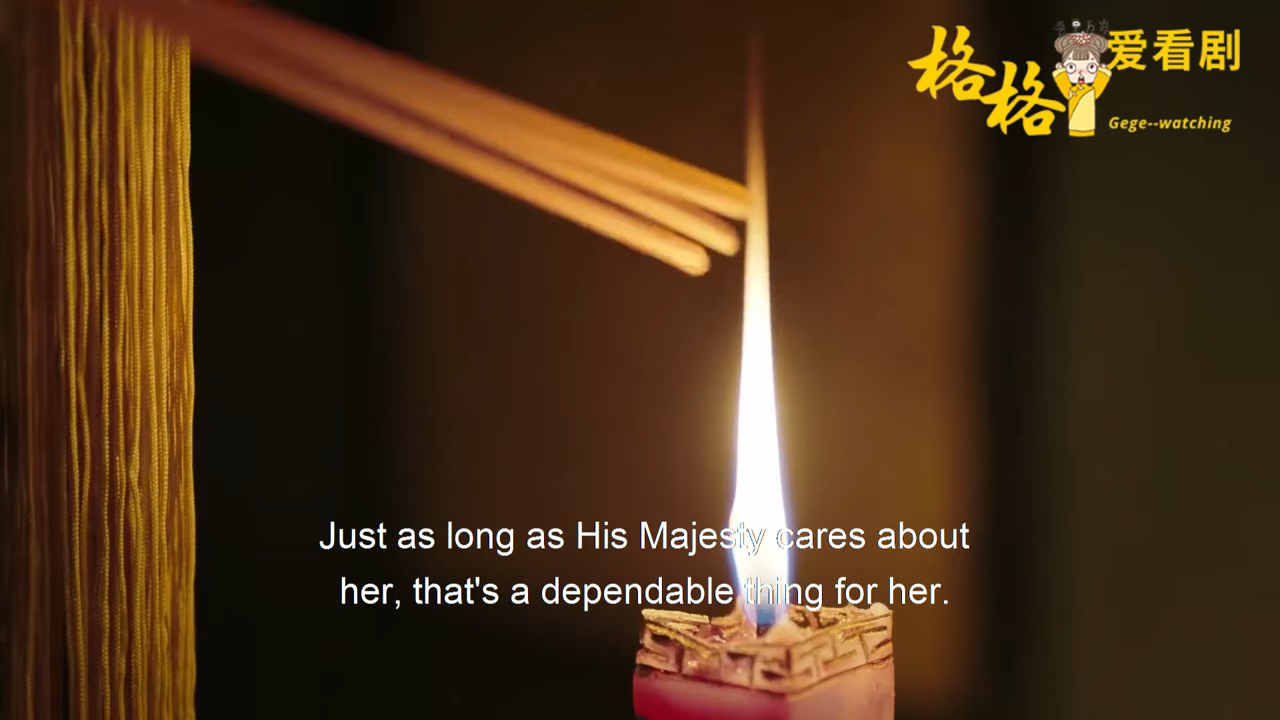 格格爱看剧
Gege--watching
Just as long as His Majesty cares about
her, that's a dependable thing for her.